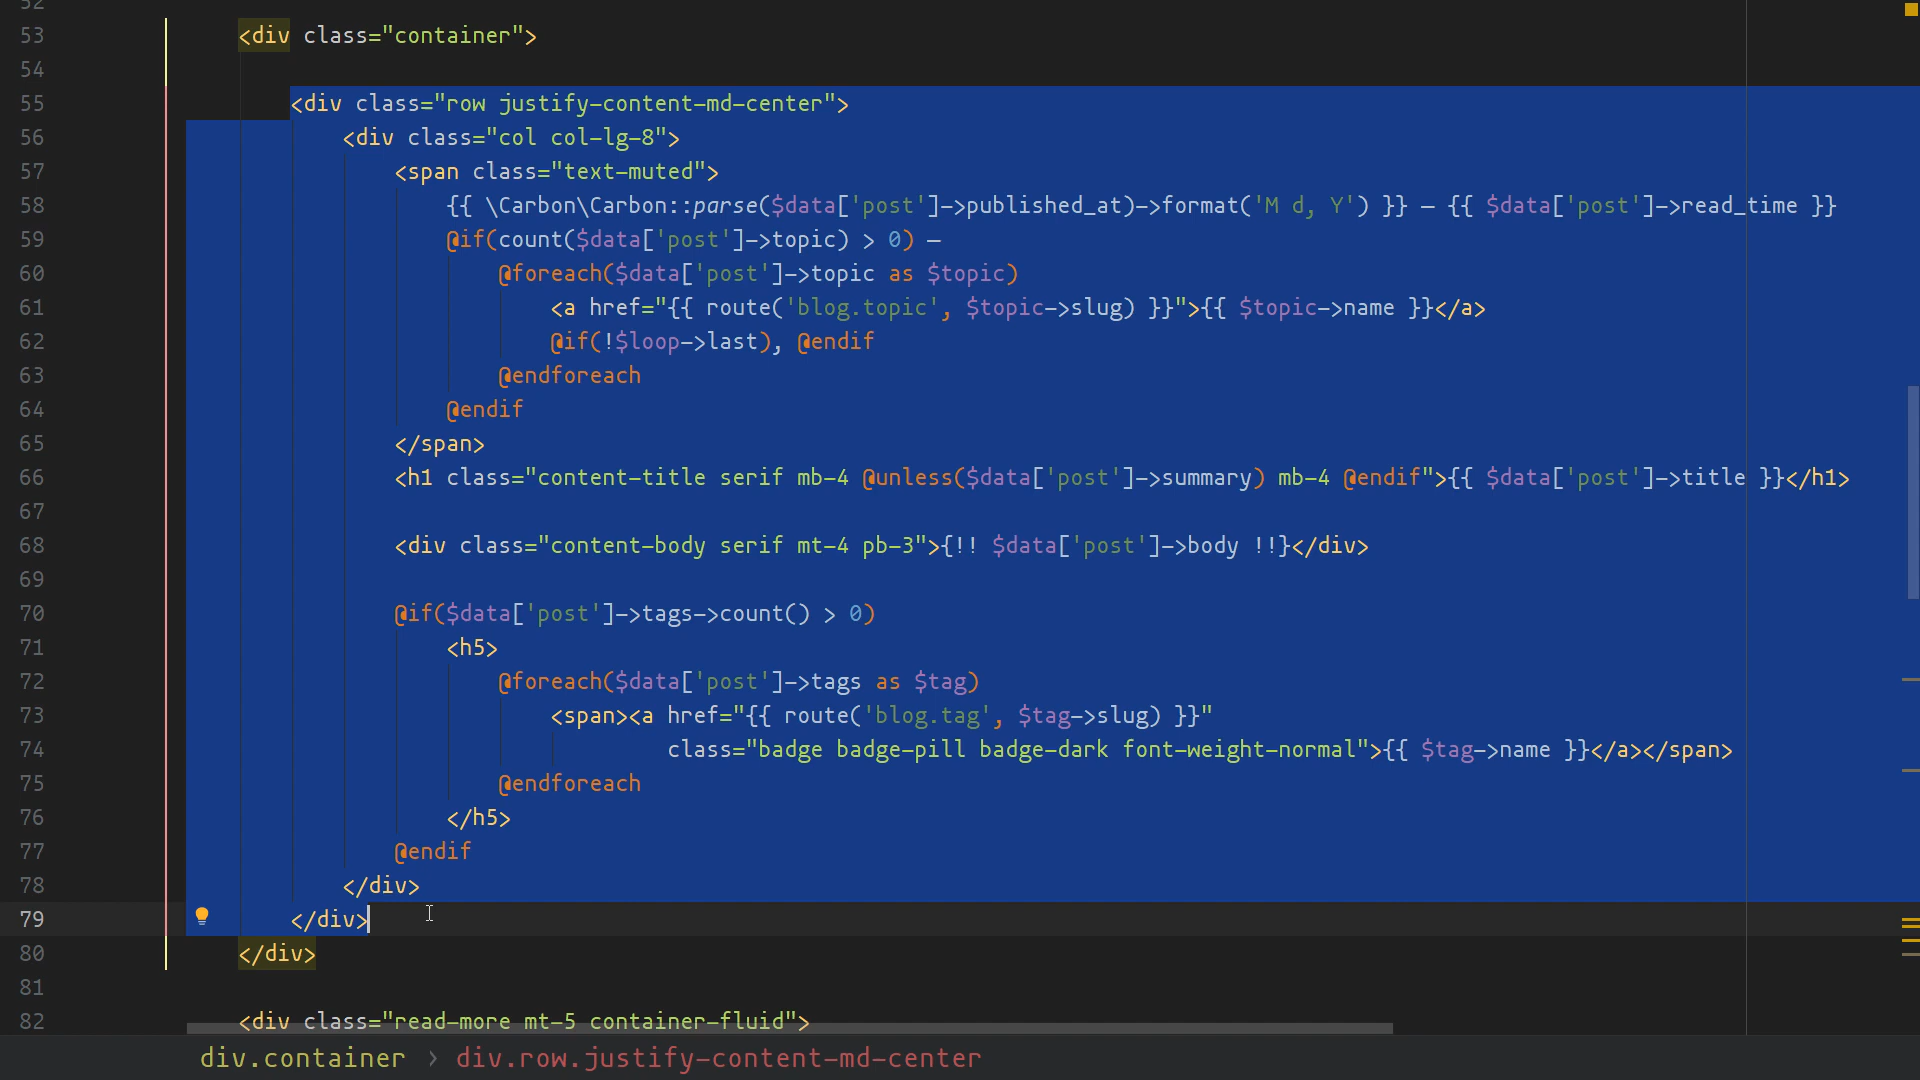 52
53 <div class="container">
54
55 <div class="row justify-content-md-center">
56 <div class="col col-lg-8">
57 <span class="text-muted">
58 {{ \Carbon\Carbon::parse($data['post']->published_at)->format('M d, Y') }} — {{ $data['post']->read_time }}
59 @if(count($data['post']->topic) > 0) —
60 @foreach($data['post']->topic as $topic)
61 <a href="{{ route('blog.topic', $topic->slug) }}">{{ $topic->name }}</a>
62 @if(!$loop->last), @endif
63 @endforeach
64 @endif
65 </span>
66 <h1 class="content-title serif mb-4 @unless($data['post']->summary) mb-4 @endif">{{ $data['post']->title }}</h1>
67
68 <div class="content-body serif mt-4 pb-3">{!! $data['post']->body !!}</div>
69
70 @if($data['post']->tags->count() > 0)
71 <h5>
72 @foreach($data['post']->tags as $tag)
73 <span><a href="{{ route('blog.tag', $tag->slug) }}"
74 class="badge badge-pill badge-dark font-weight-normal">{{ $tag->name }}</a></span>
75 @endforeach
76 </h5>
77 @endif
78 </div>
79 </div>
80 </div>
81
82 <div class="read-more mt-5 container-fluid">
div.container › div.row.justify-content-md-center